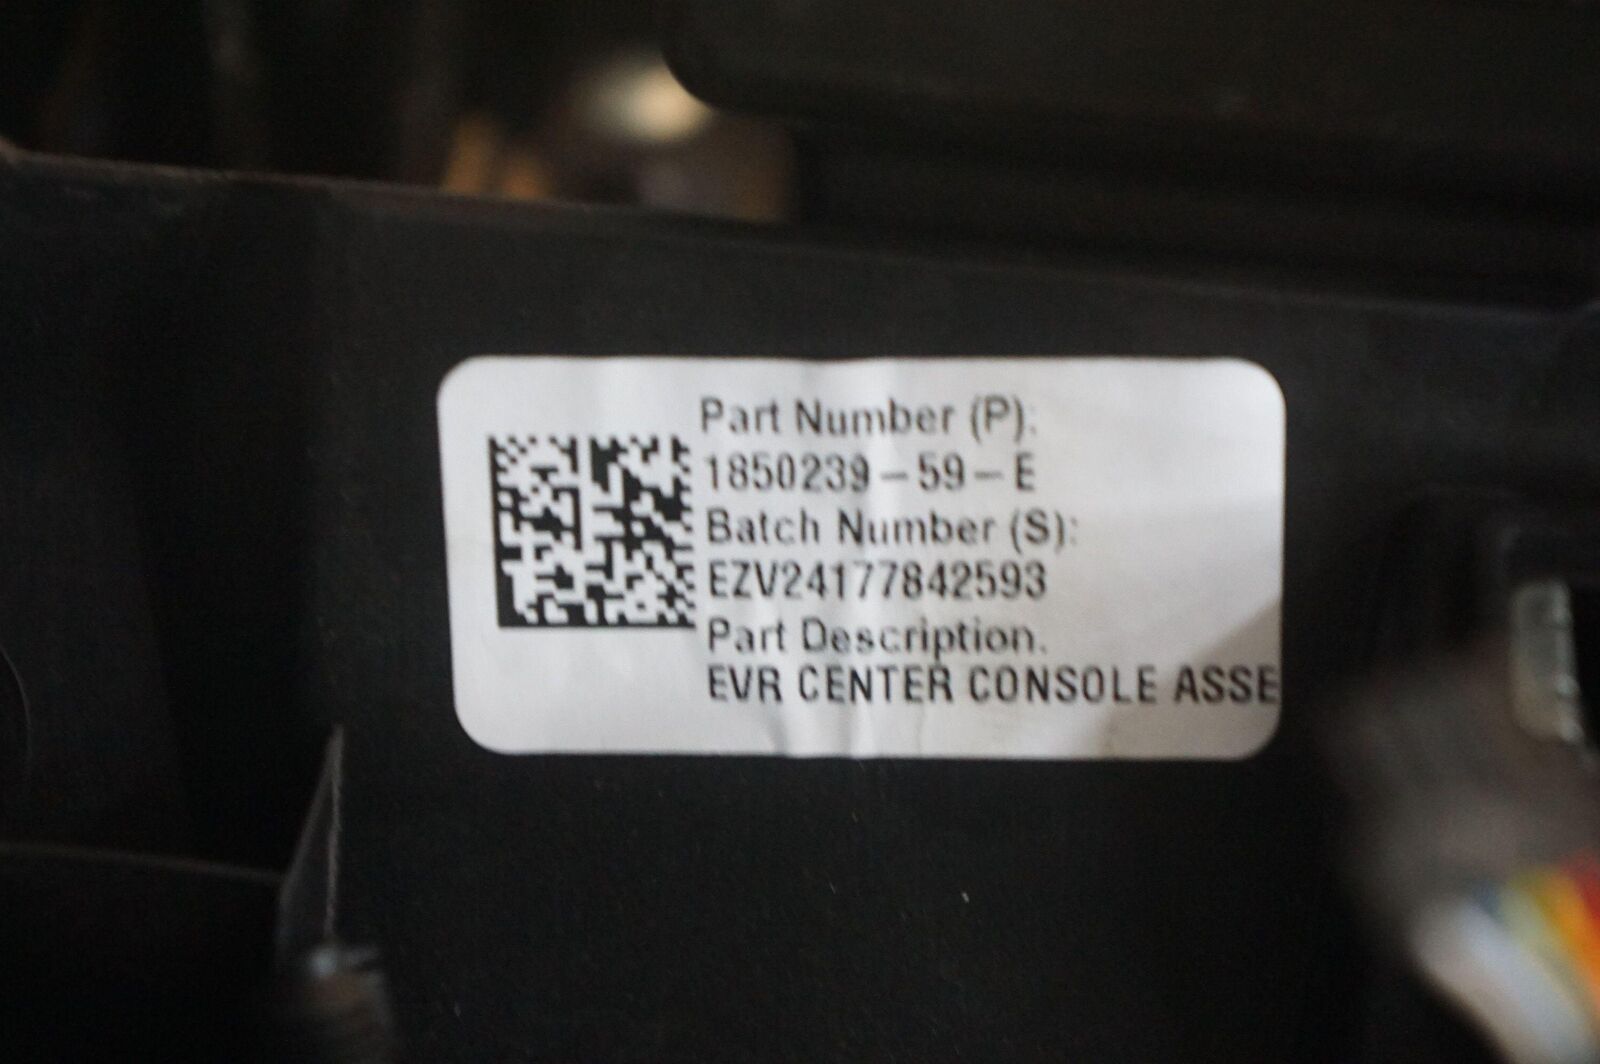 Part Number (P):
1850239-59-E
Batch Number (S):
EZV24177842593
Part Description.
EVR CENTER CONSOLE ASSE